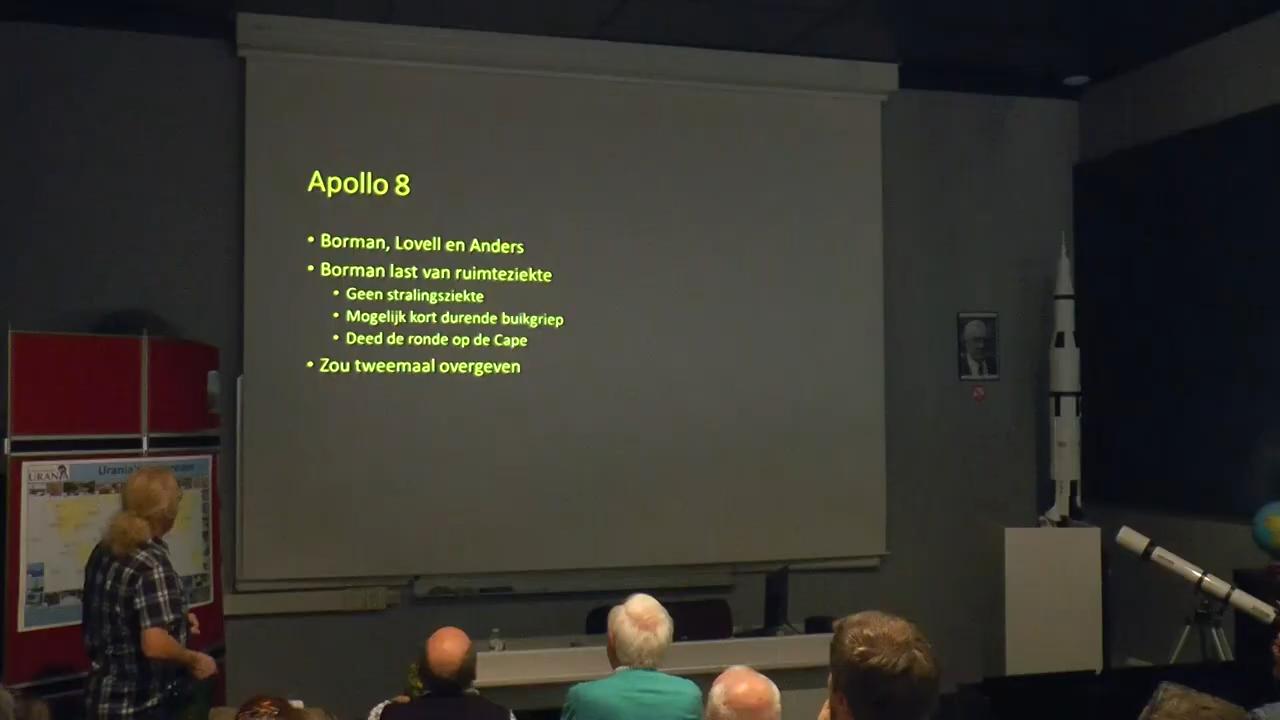 Apollo 8
• Borman, Lovell en Anders
• Borman last van ruimteziekte
• Geen stralingsziekte
• Mogelijk kort durende buikgriep
• Deed de ronde op de Cape
• Zou tweemaal overgeven
URANIA
Urania's